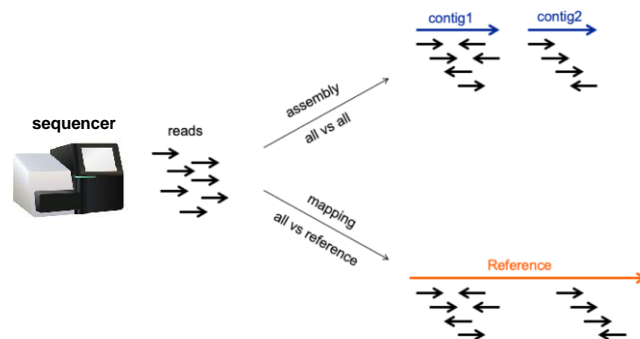 contig1
contig2
assembly
all vs all
sequencer
reads
mapping
all vs reference
Reference